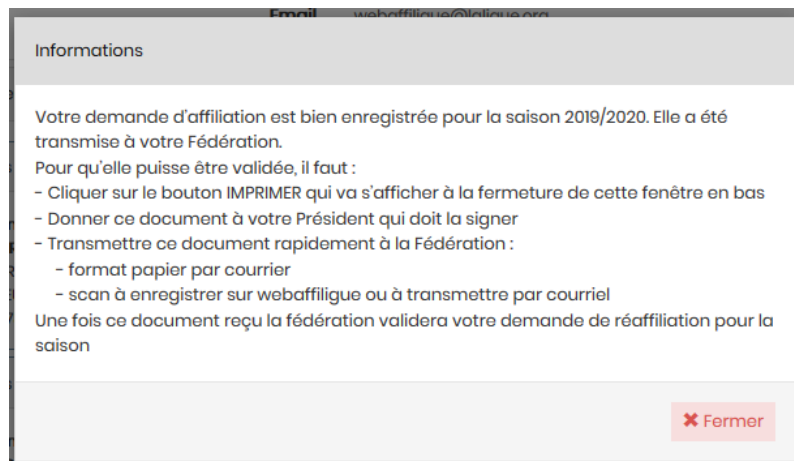 Email webaffiligue@laligue.org
Informations
Votre demande d'affiliation est bien enregistrée pour la saison 2019/2020. Elle a été
transmise à votre Fédération.
Pour qu'elle puisse être validée, il faut :
- Cliquer sur le bouton IMPRIMER qui va s'afficher à la fermeture de cette fenêtre en bas
- Donner ce document à votre Président qui doit la signer
- Transmettre ce document rapidement à la Fédération :
- format papier par courrier
- scan à enregistrer sur webaffiligue ou à transmettre par courriel
Une fois ce document reçu la fédération validera votre demande de réaffiliation pour la
saison
✖ Fermer